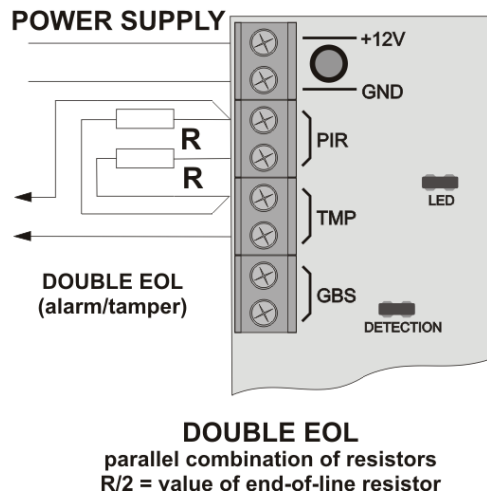 POWER SUPPLY
+12V
GND
R
PIR
R
LED
TMP
DOUBLE EOL
(alarm/tamper)
GBS
DETECTION
DOUBLE EOL
parallel combination of resistors
R/2 = value of end-of-line resistor